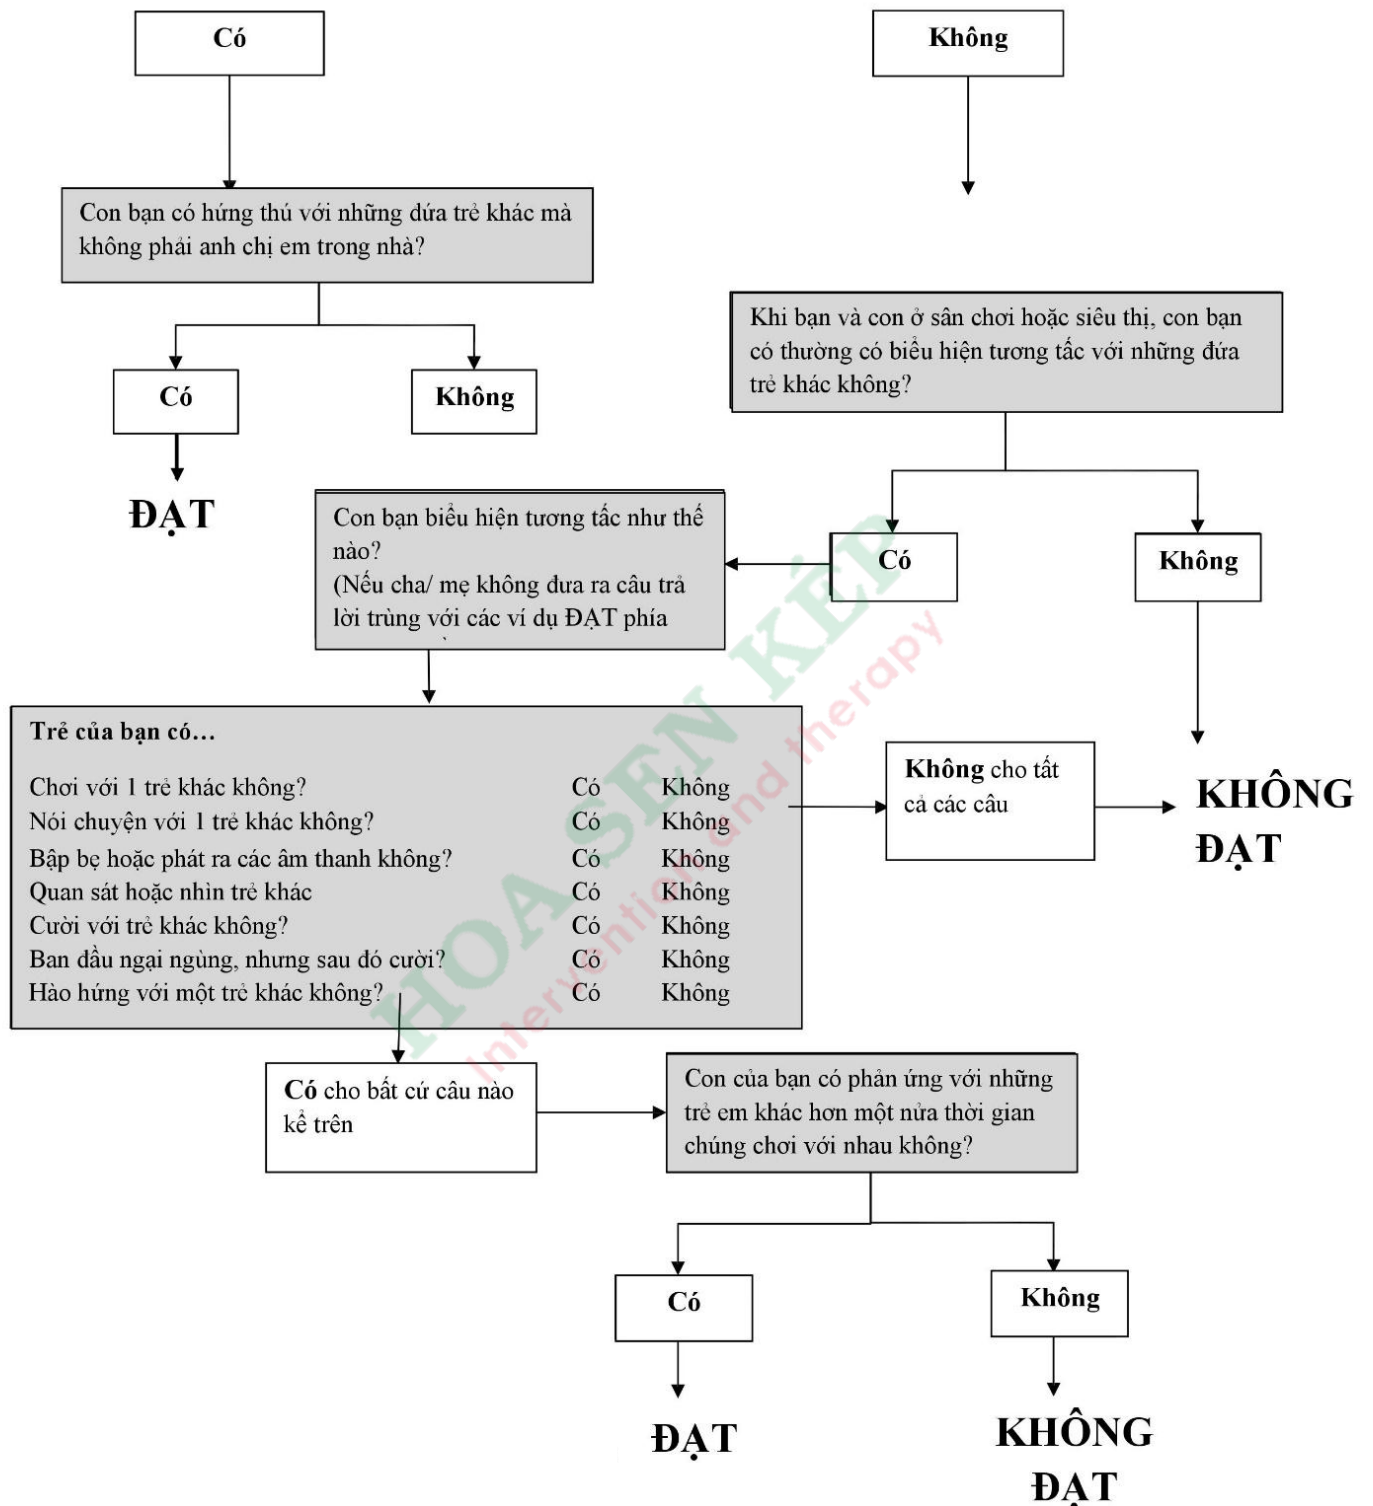 Có
Không
Con bạn có hứng thú với những đứa trẻ khác mà
không phải anh chị em trong nhà?
Khi bạn và con ở sân chơi hoặc siêu thị, con bạn
có thường có biểu hiện tương tấc với những đứa
trẻ khác không?
Có
Không
ĐẠT
Con bạn biểu hiện tương tấc như thế
nào?
(Nếu cha/ mẹ không đưa ra câu trả
lời trùng với các ví dụ ĐẠT phía
Có
Không
Trẻ của bạn có...
Chơi với 1 trẻ khác không? Có Không
Nói chuyện với 1 trẻ khác không? Có Không
Bập bẹ hoặc phát ra các âm thanh không? Có Không
Quan sát hoặc nhìn trẻ khác Có Không
Cười với trẻ khác không? Có Không
Ban đầu ngại ngùng, nhưng sau đó cười? Có Không
Hào hứng với một trẻ khác không? Có Không
Không cho tất
cả các câu
KHÔNG
ĐẠT
Có cho bất cứ câu nào
kể trên
Con của bạn có phản ứng với những
trẻ em khác hơn một nửa thời gian
chúng chơi với nhau không?
Có
Không
ĐẠT
KHÔNG
ĐẠT
HOA SEN KÉP
Intervention and therapy